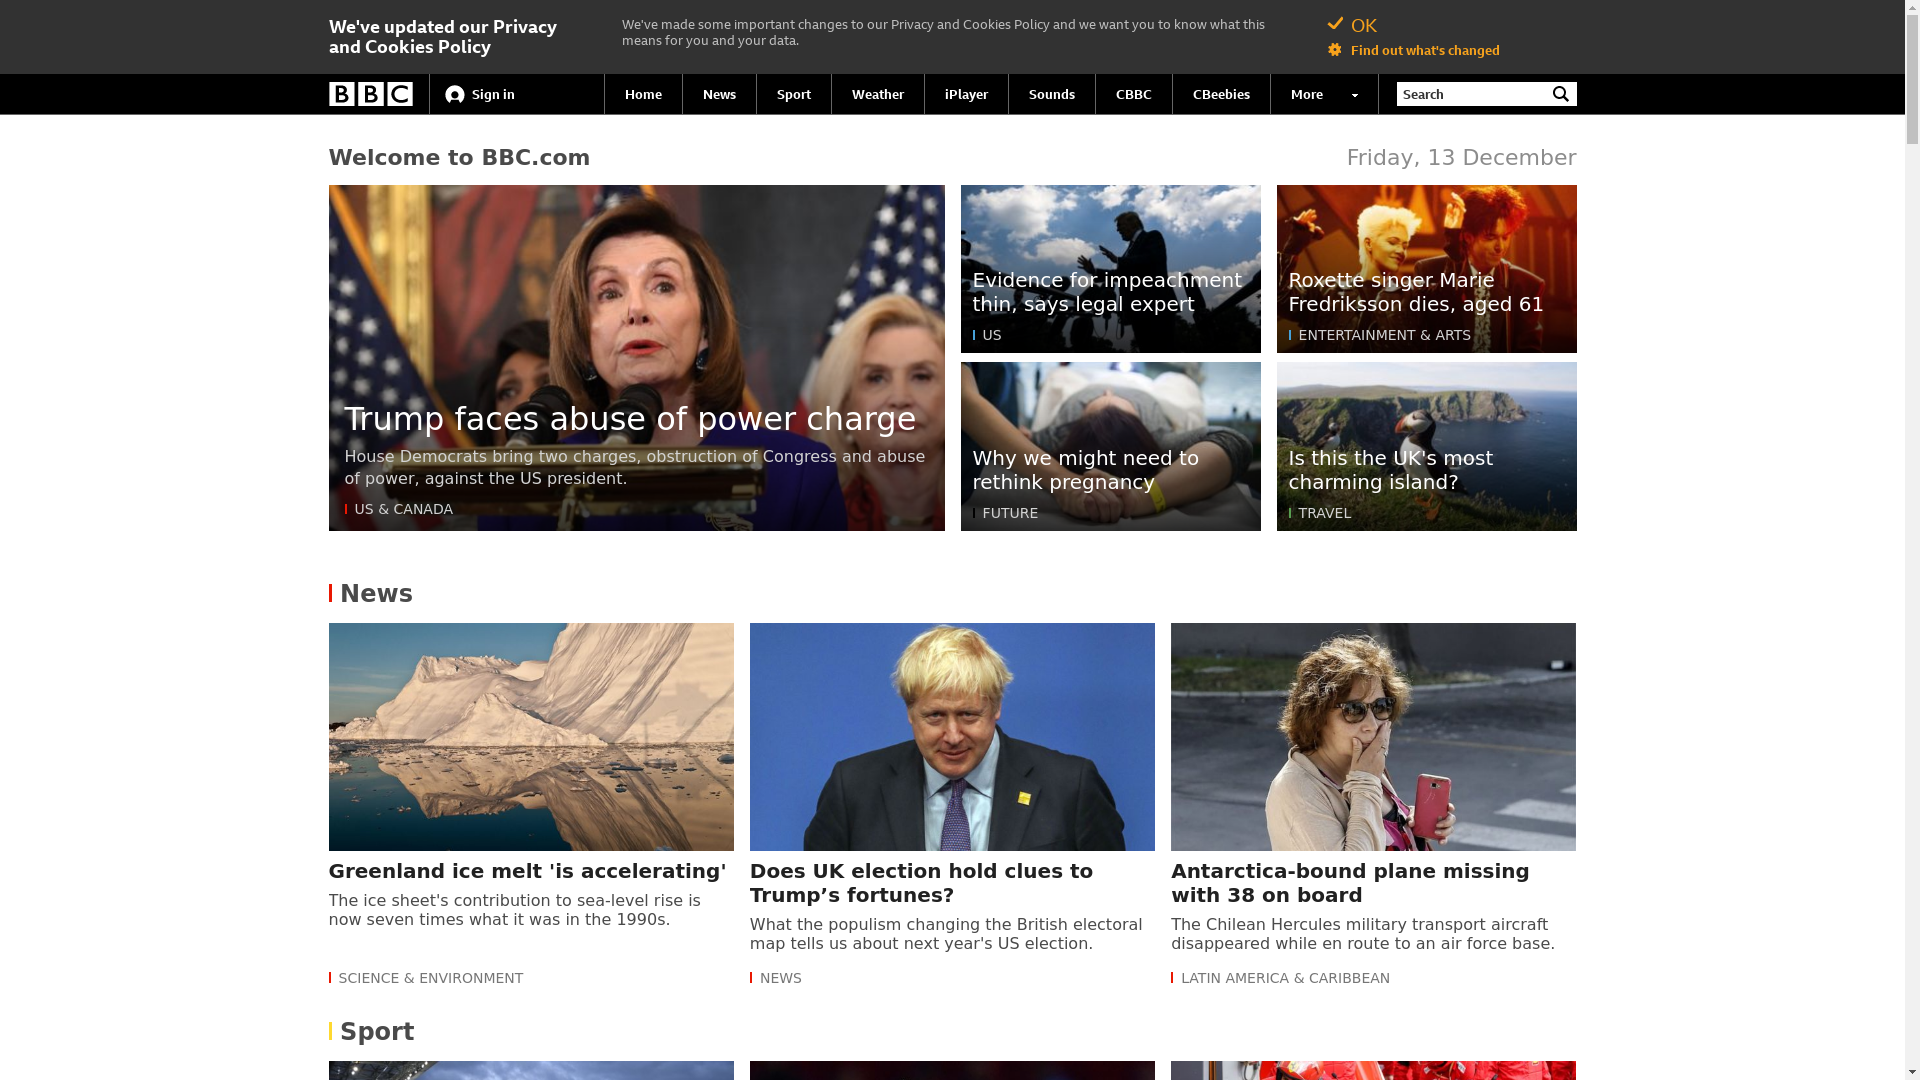 We've updated our Privacy
and Cookies Policy
We've made some important changes to our Privacy and Cookies Policy and we want you to know what this
means for you and your data.
OK
Find out what's changed
BBC
Sign in
Home
News
Sport
Weather
iPlayer
Sounds
CBBC
CBeebies
More
Search
Welcome to BBC.com
Friday, 13 December
Trump faces abuse of power charge
House Democrats bring two charges, obstruction of Congress and abuse
of power, against the US president.
US & CANADA
Evidence for impeachment
thin, says legal expert
US
Roxette singer Marie
Fredriksson dies, aged 61
ENTERTAINMENT & ARTS
Why we might need to
rethink pregnancy
FUTURE
Is this the UK's most
charming island?
TRAVEL
News
Greenland ice melt 'is accelerating'
The ice sheet's contribution to sea-level rise is
now seven times what it was in the 1990s.
SCIENCE & ENVIRONMENT
Does UK election hold clues to
Trump’s fortunes?
What the populism changing the British electoral
map tells us about next year's US election.
NEWS
Antarctica-bound plane missing
with 38 on board
The Chilean Hercules military transport aircraft
disappeared while en route to an air force base.
LATIN AMERICA & CARIBBEAN
Sport